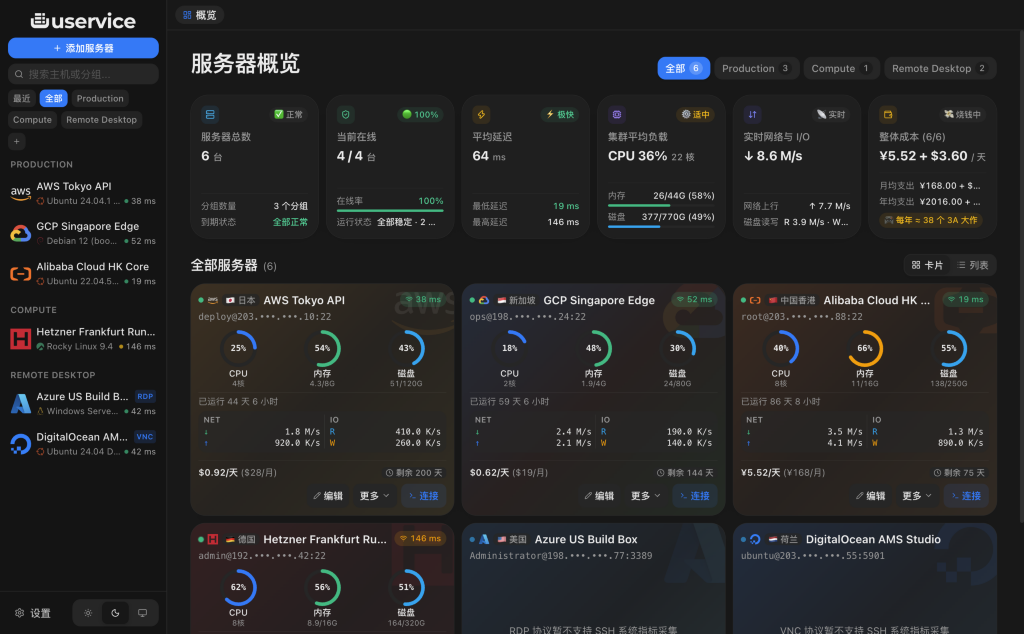 uservice
+ 添加服务器
搜索主机或分组...
最近
全部
Production
Compute
Remote Desktop
+
PRODUCTION
aws
AWS Tokyo API
Ubuntu 24.04.1 ...
38 ms
GCP Singapore Edge
Debian 12 (boo...
52 ms
Alibaba Cloud HK Core
Ubuntu 22.04.5...
19 ms
COMPUTE
Hetzner Frankfurt Run...
Rocky Linux 9.4
146 ms
REMOTE DESKTOP
Azure US Build B...
RDP
Windows Serve...
42 ms
DigitalOcean AM...
VNC
Ubuntu 24.04 D...
42 ms
设置
概览
服务器概览
全部 6
Production 3
Compute 1
Remote Desktop 2
正常
服务器总数
6 台
分组数量
3 个分组
到期状态
全部正常
100%
当前在线
4 / 4 台
在线率
100%
运行状态
全部稳定 · 2 ...
极快
平均延迟
64 ms
最低延迟
19 ms
最高延迟
146 ms
适中
集群平均负载
CPU 36% 22 核
内存
26/44G (58%)
磁盘
377/770G (49%)
实时
实时网络与 I/O
↓ 8.6 M/s
网络上行
↑ 7.7 M/s
磁盘读写
R 3.9 M/s · W...
烧钱中
整体成本 (6/6)
¥5.52 + $3.60 / 天
月均支出
¥168.00 + $...
年均支出
¥2016.00 + ...
每年 ≈ 38 个 3A 大作
全部服务器 (6)
卡片
列表
aws
日本
AWS Tokyo API
38 ms
deploy@203.•••.•••.10:22
25%
54%
43%
CPU
内存
磁盘
4核
4.3/8G
51/120G
已运行 44 天 6 小时
NET
IO
↓ 1.8 M/s
R 410.0 K/s
↑ 920.0 K/s
W 260.0 K/s
$0.92/天 ($28/月)
剩余 200 天
编辑
更多
连接
新加坡
GCP Singapore Edge
52 ms
ops@198.•••.•••.24:22
18%
48%
30%
CPU
内存
磁盘
2核
1.9/4G
24/80G
已运行 59 天 6 小时
NET
IO
↓ 2.4 M/s
R 190.0 K/s
↑ 2.1 M/s
W 140.0 K/s
$0.62/天 ($19/月)
剩余 144 天
编辑
更多
连接
中国香港
Alibaba Cloud HK ...
19 ms
root@203.•••.•••.88:22
40%
66%
55%
CPU
内存
磁盘
8核
11/16G
138/250G
已运行 86 天 8 小时
NET
IO
↓ 3.5 M/s
R 1.3 M/s
↑ 4.1 M/s
W 890.0 K/s
¥5.52/天 (¥168/月)
剩余 75 天
编辑
更多
连接
德国
Hetzner Frankfurt Ru...
146 ms
admin@192.•••.•••.42:22
62%
56%
51%
CPU
内存
磁盘
8核
8.9/16G
164/320G
美国
Azure US Build Box
Administrator@198.•••.•••.77:3389
RDP 协议暂不支持 SSH 系统指标采集
荷兰
DigitalOcean AMS Studio
ubuntu@203.•••.•••.55:5901
VNC 协议暂不支持 SSH 系统指标采集